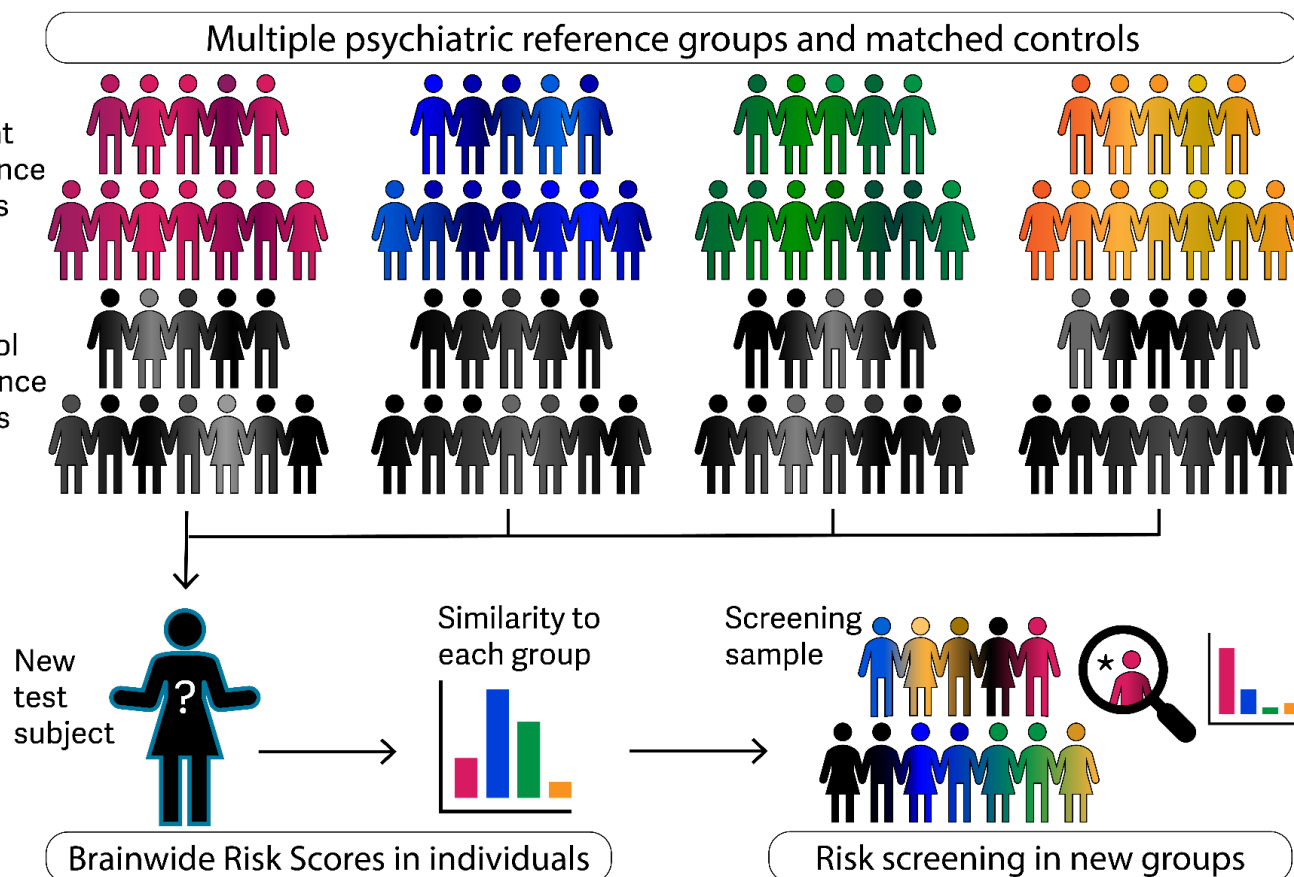 Multiple psychiatric reference groups and matched controls
New
test
subject
?
Similarity to
each group
Screening
sample
*
Brainwide Risk Scores in individuals
Risk screening in new groups